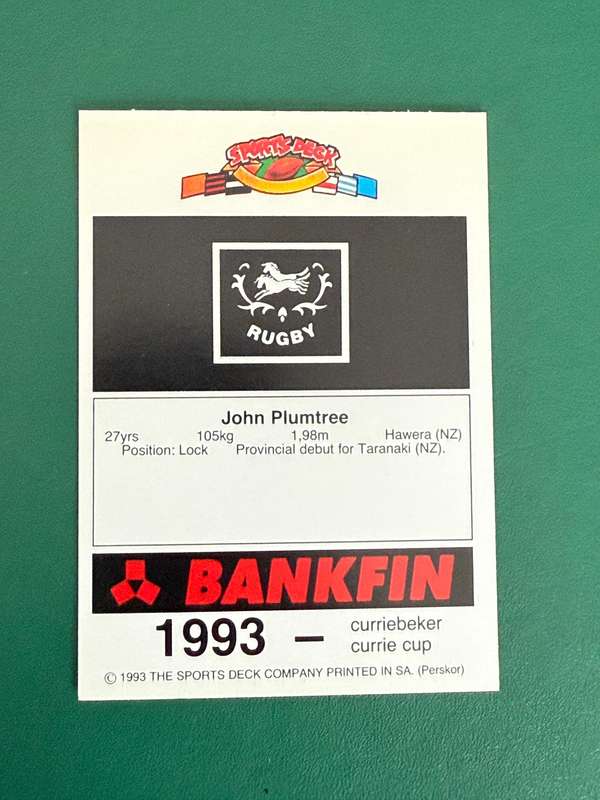 SPORTS DECK
RUGBY
John Plumtree
27yrs 105kg 1,98m Hawera (NZ)
Position: Lock Provincial debut for Taranaki (NZ).
BANKFIN
1993 – curriebeker
currie cup
© 1993 THE SPORTS DECK COMPANY PRINTED IN SA. (Perskor)